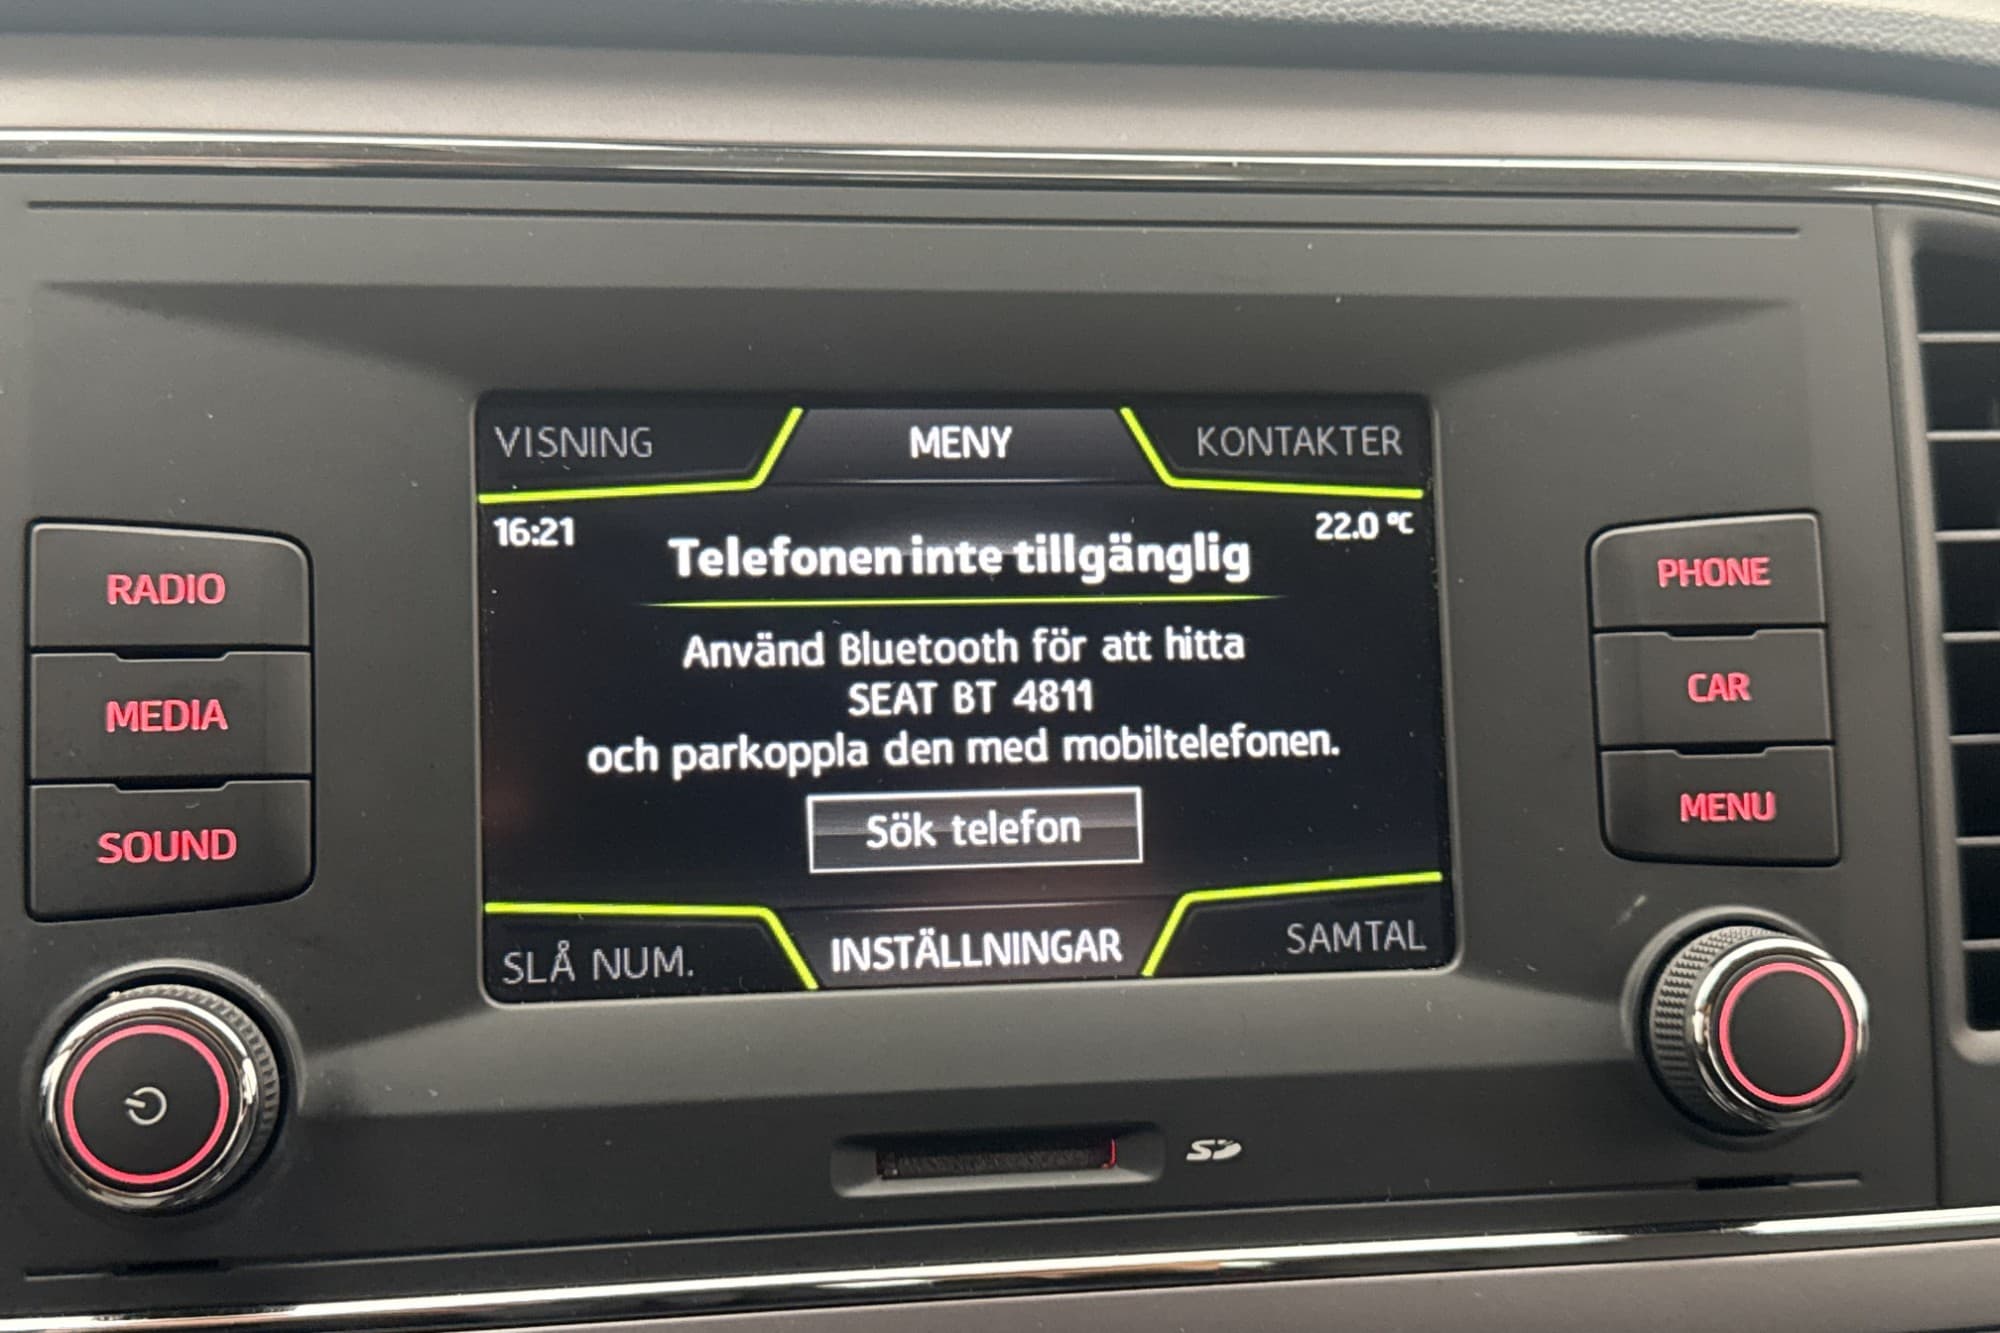 VISNING MENY KONTAKTER
16:21 22.0 °C
Telefonen inte tillgänglig
Använd Bluetooth för att hitta
SEAT BT 4811
och parkoppla den med mobiltelefonen.
Sök telefon
SLÅ NUM. INSTÄLLNINGAR SAMTAL
RADIO
MEDIA
SOUND
PHONE
CAR
MENU
SD